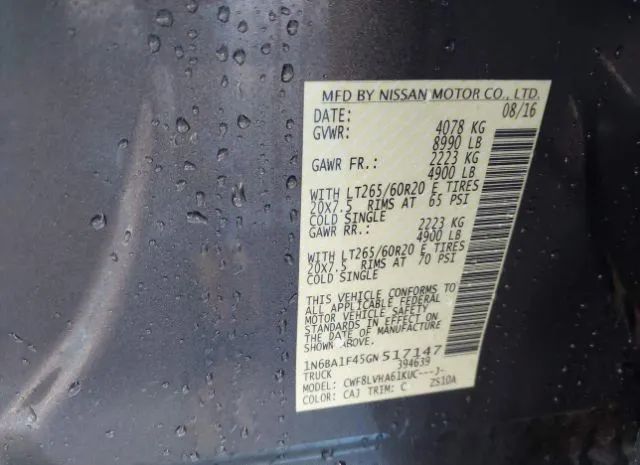 MFD BY NISSAN MOTOR CO., LTD.
DATE: 08/16
GVWR: 4078 KG
8990 LB
GAWR FR.: 2223 KG
4900 LB
WITH LT265/60R20 E TIRES
20X7.5 RIMS AT 65 PSI
COLD SINGLE
GAWR RR.: 2223 KG
4900 LB
WITH LT265/60R20 E TIRES
20X7.5 RIMS AT 70 PSI
COLD SINGLE
THIS VEHICLE CONFORMS TO
ALL APPLICABLE FEDERAL
MOTOR VEHICLE SAFETY
STANDARDS IN EFFECT ON
THE DATE OF MANUFACTURE
SHOWN ABOVE.
1N6BA1F45GN517147
TRUCK 394639
MODEL: CWF8LVHA61KUC---J-
COLOR: CAJ TRIM: C ZS10A